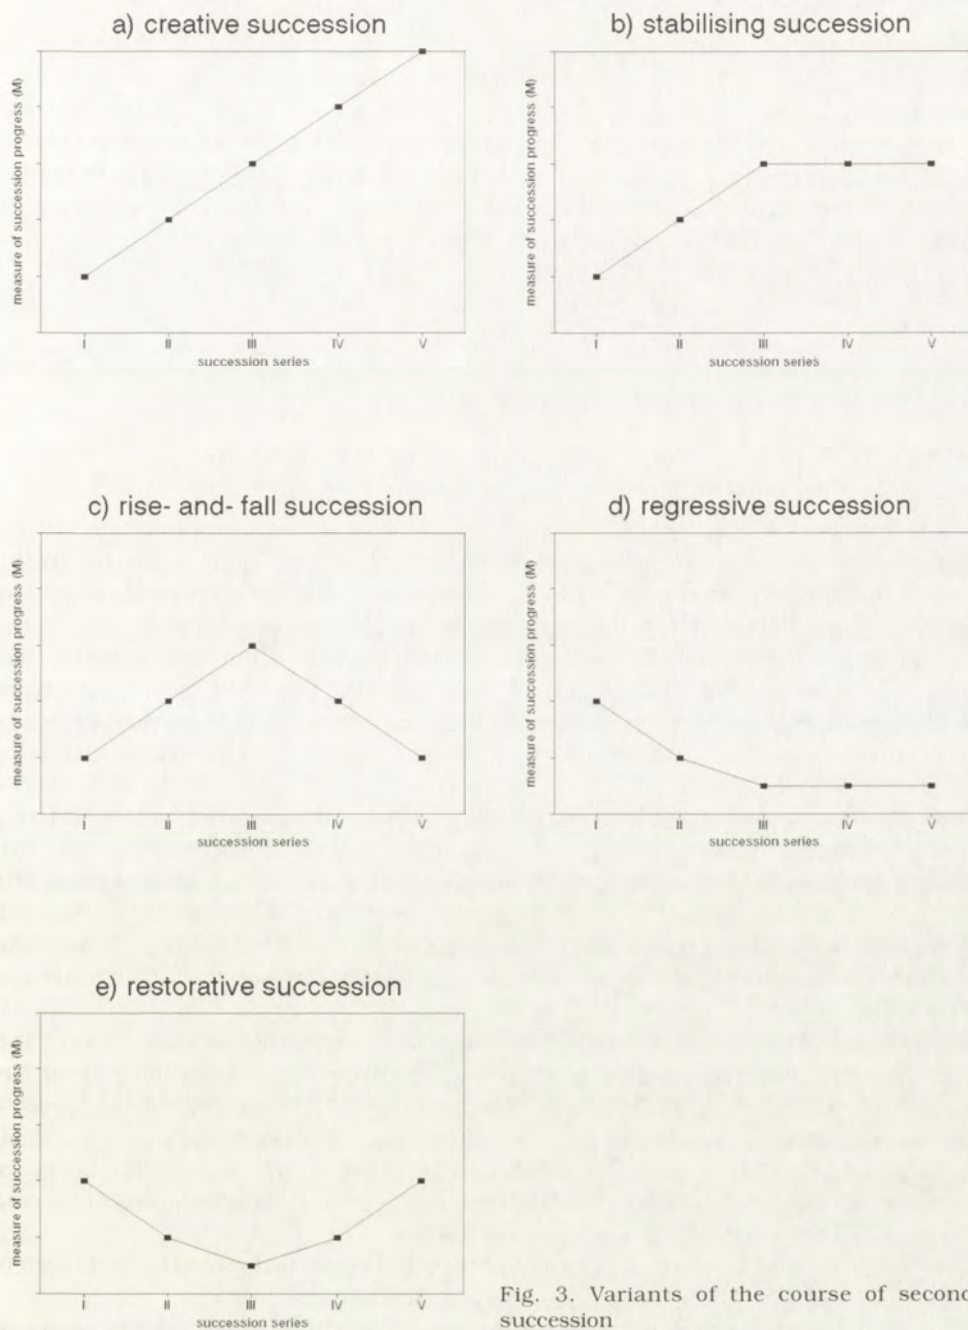 a) creative succession
measure of succession progress (M)
I II III IV V
succession series
b) stabilising succession
measure of succession progress (M)
I II III IV V
succession series
c) rise- and- fall succession
measure of succession progress (M)
I II III IV V
succession series
d) regressive succession
measure of succession progress (M)
I II III IV V
succession series
e) restorative succession
measure of succession progress (M)
I II III IV V
succession series
Fig. 3. Variants of the course of second
succession